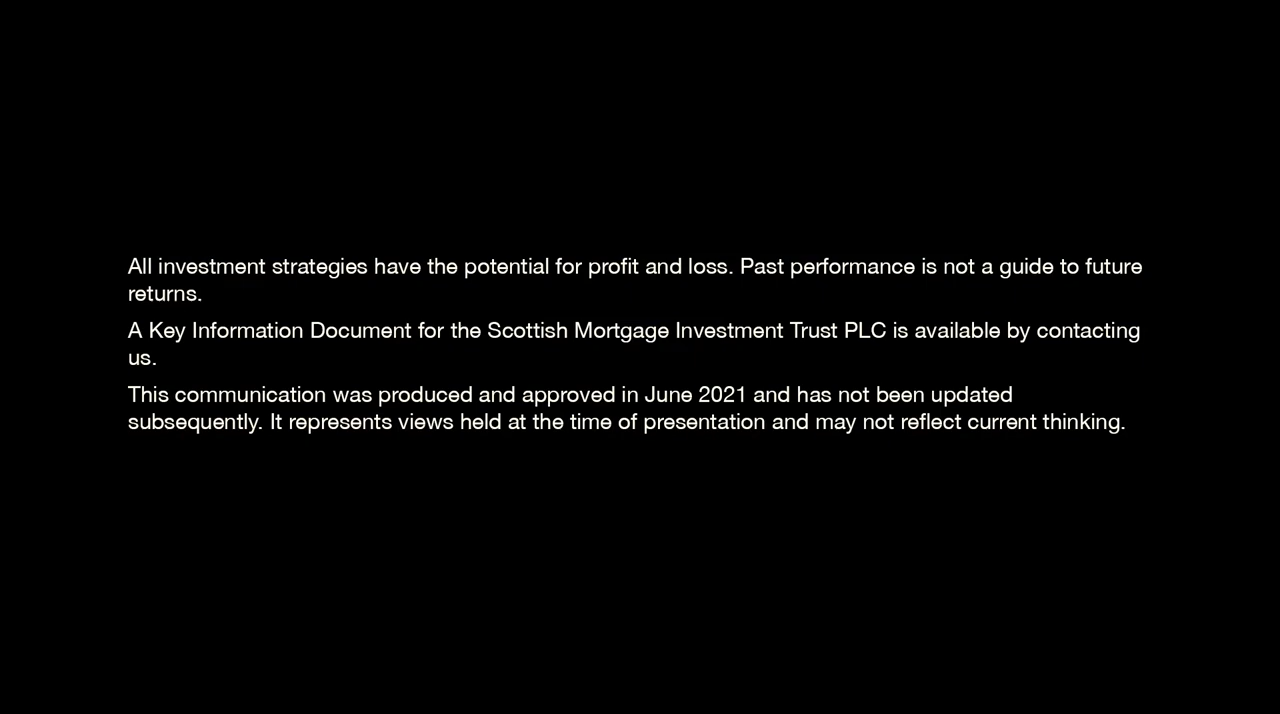 All investment strategies have the potential for profit and loss. Past performance is not a guide to future
returns.
A Key Information Document for the Scottish Mortgage Investment Trust PLC is available by contacting
us.
This communication was produced and approved in June 2021 and has not been updated
subsequently. It represents views held at the time of presentation and may not reflect current thinking.